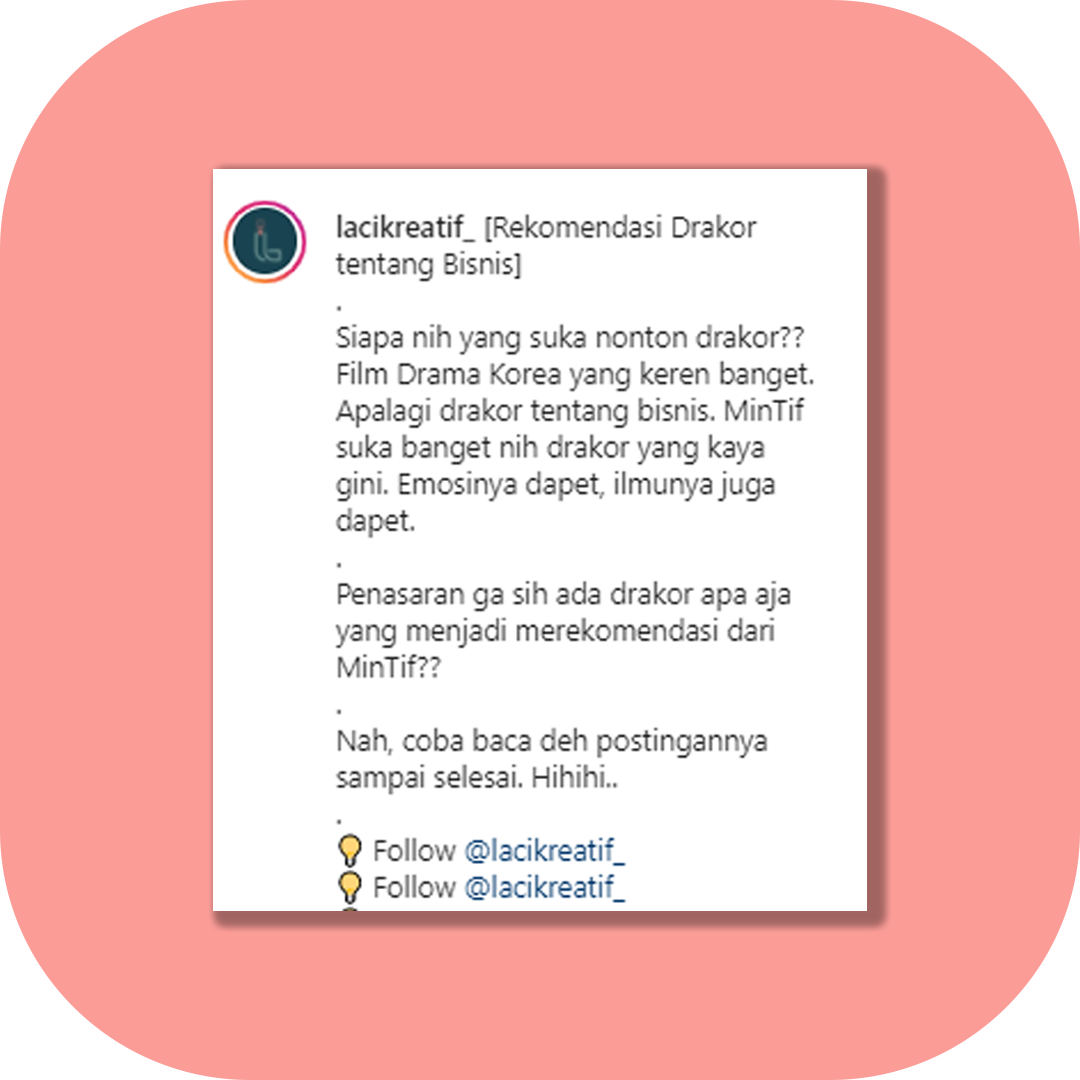 lacikreatif_ [Rekomendasi Drakor
tentang Bisnis]
.
Siapa nih yang suka nonton drakor??
Film Drama Korea yang keren banget.
Apalagi drakor tentang bisnis. MinTif
suka banget nih drakor yang kaya
gini. Emosinya dapet, ilmunya juga
dapet.
.
Penasaran ga sih ada drakor apa aja
yang menjadi merekomendasi dari
MinTif??
.
Nah, coba baca deh postingannya
sampai selesai. Hihihi..
.
💡 Follow @lacikreatif_
💡 Follow @lacikreatif_